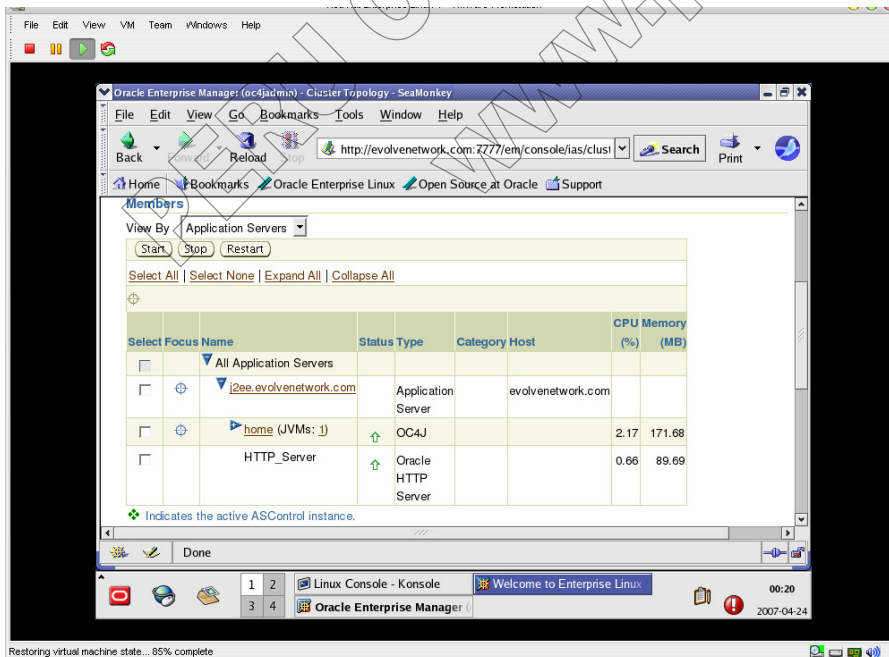 File Edit View VM Team Windows Help
Oracle Enterprise Manager (oc4jadmin) - Cluster Topology - SeaMonkey
File Edit View Go Bookmarks Tools Window Help
Back Forward Reload Stop http://evolvenetwork.com:7777/em/console/ias/clust Search Print
Home Bookmarks Oracle Enterprise Linux Open Source at Oracle Support
Members
View By Application Servers
Start Stop Restart
Select All | Select None | Expand All | Collapse All
CPU Memory
Select Focus Name Status Type Category Host (%) (MB)
All Application Servers
j2ee.evolvenetwork.com Application evolvenetwork.com
Server
home (JVMs: 1) OC4J 2.17 171.68
HTTP_Server Oracle 0.66 89.69
HTTP
Server
Indicates the active ASControl instance.
Done
1 2 Linux Console - Konsole Welcome to Enterprise Linux -
3 4 Oracle Enterprise Manager (
00:20
2007-04-24
Restoring virtual machine state... 85% complete